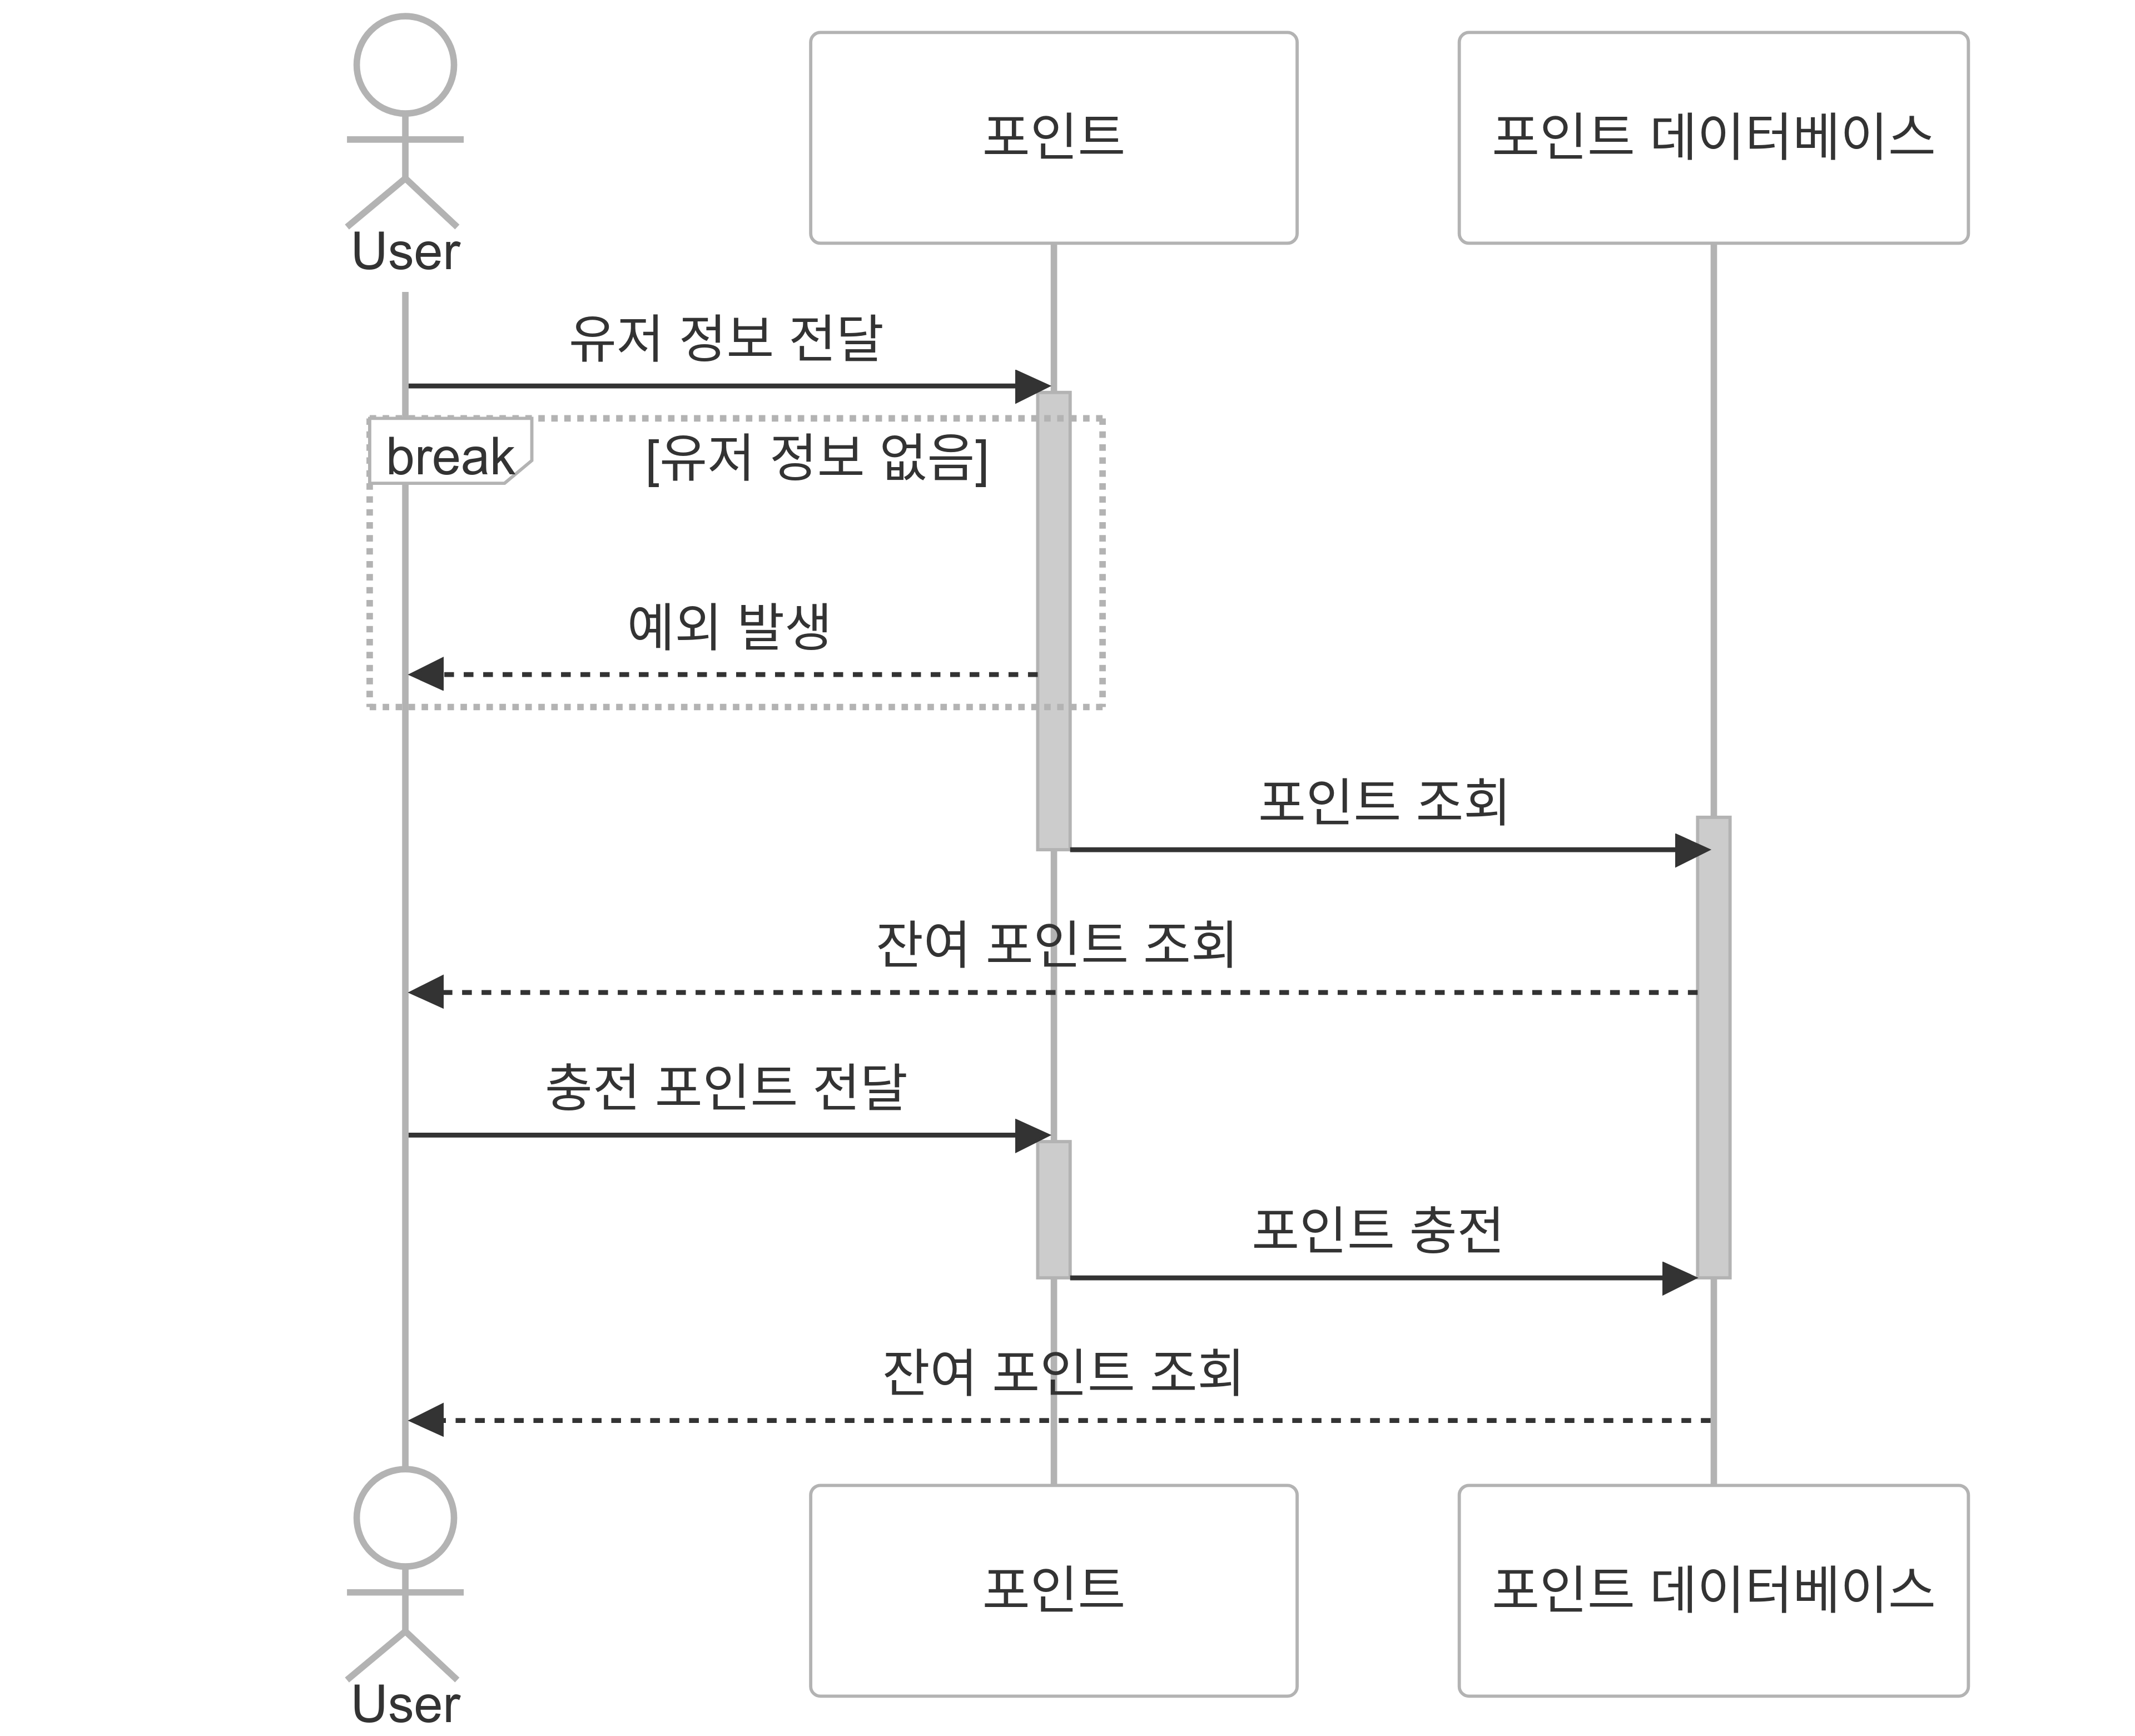 User
포인트
포인트 데이터베이스
유저 정보 전달
break
[유저 정보 없음]
예외 발생
포인트 조회
잔여 포인트 조회
충전 포인트 전달
포인트 충전
잔여 포인트 조회
포인트
포인트 데이터베이스
User